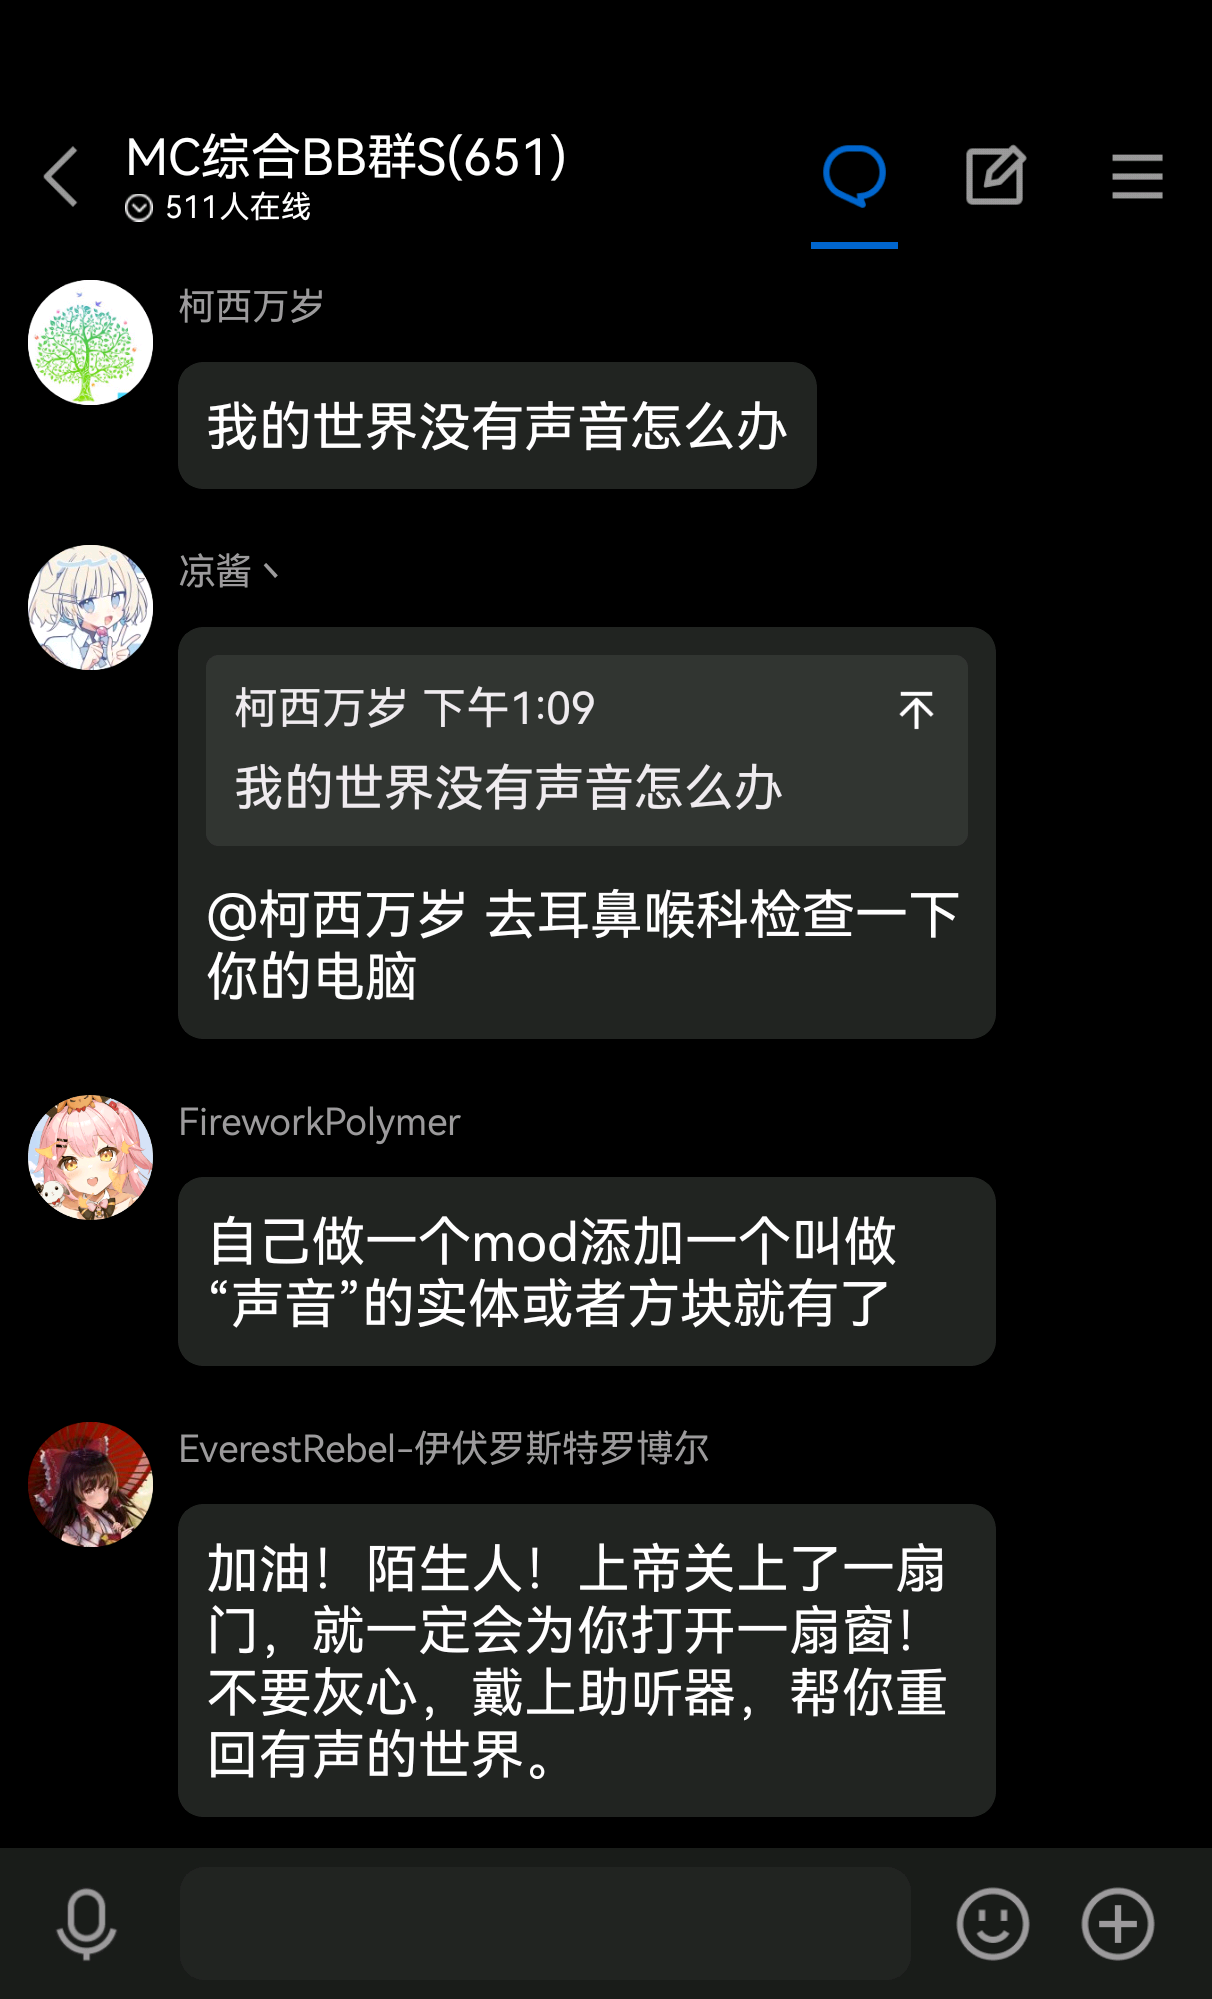 MC综合BB群S(651)
511人在线
柯西万岁
我的世界没有声音怎么办
凉酱丶
柯西万岁 下午1:09
我的世界没有声音怎么办
@柯西万岁 去耳鼻喉科检查一下
你的电脑
FireworkPolymer
自己做一个mod添加一个叫做
“声音”的实体或者方块就有了
EverestRebel-伊伏罗斯特罗博尔
加油！陌生人！上帝关上了一扇
门，就一定会为你打开一扇窗！
不要灰心，戴上助听器，帮你重
回有声的世界。